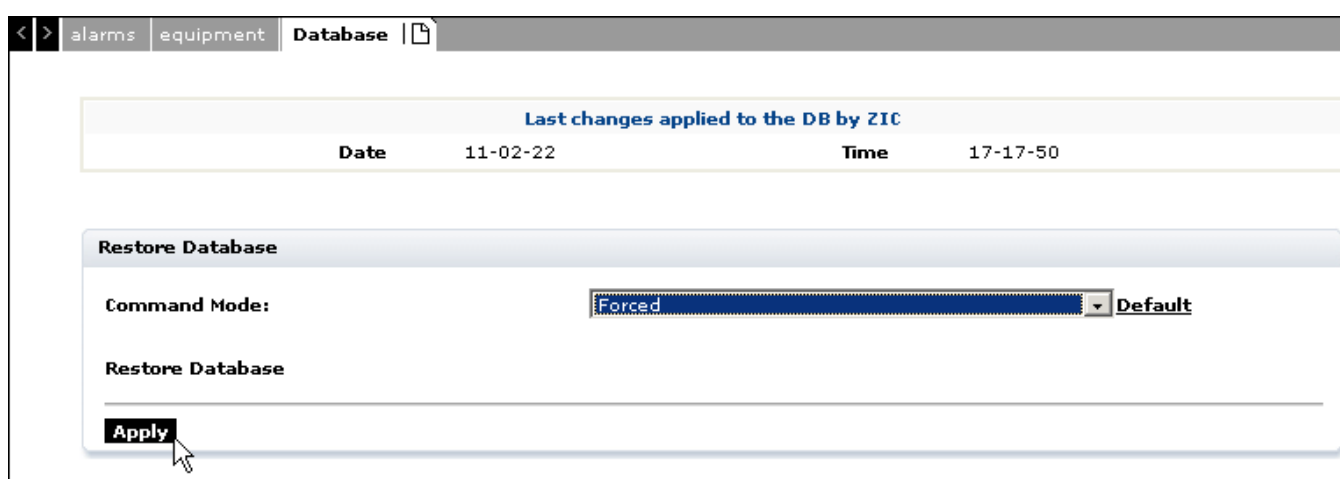 < > alarms equipment Database
Last changes applied to the DB by ZIC
Date 11-02-22 Time 17-17-50
Restore Database
Command Mode: Forced Default
Restore Database
Apply